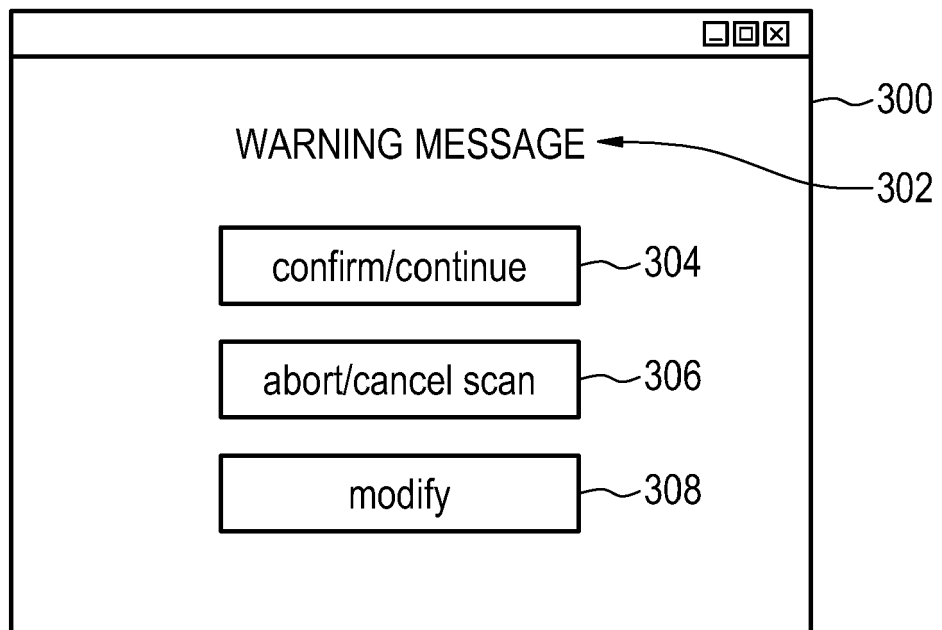 300
WARNING MESSAGE
302
confirm/continue 304
abort/cancel scan 306
modify 308